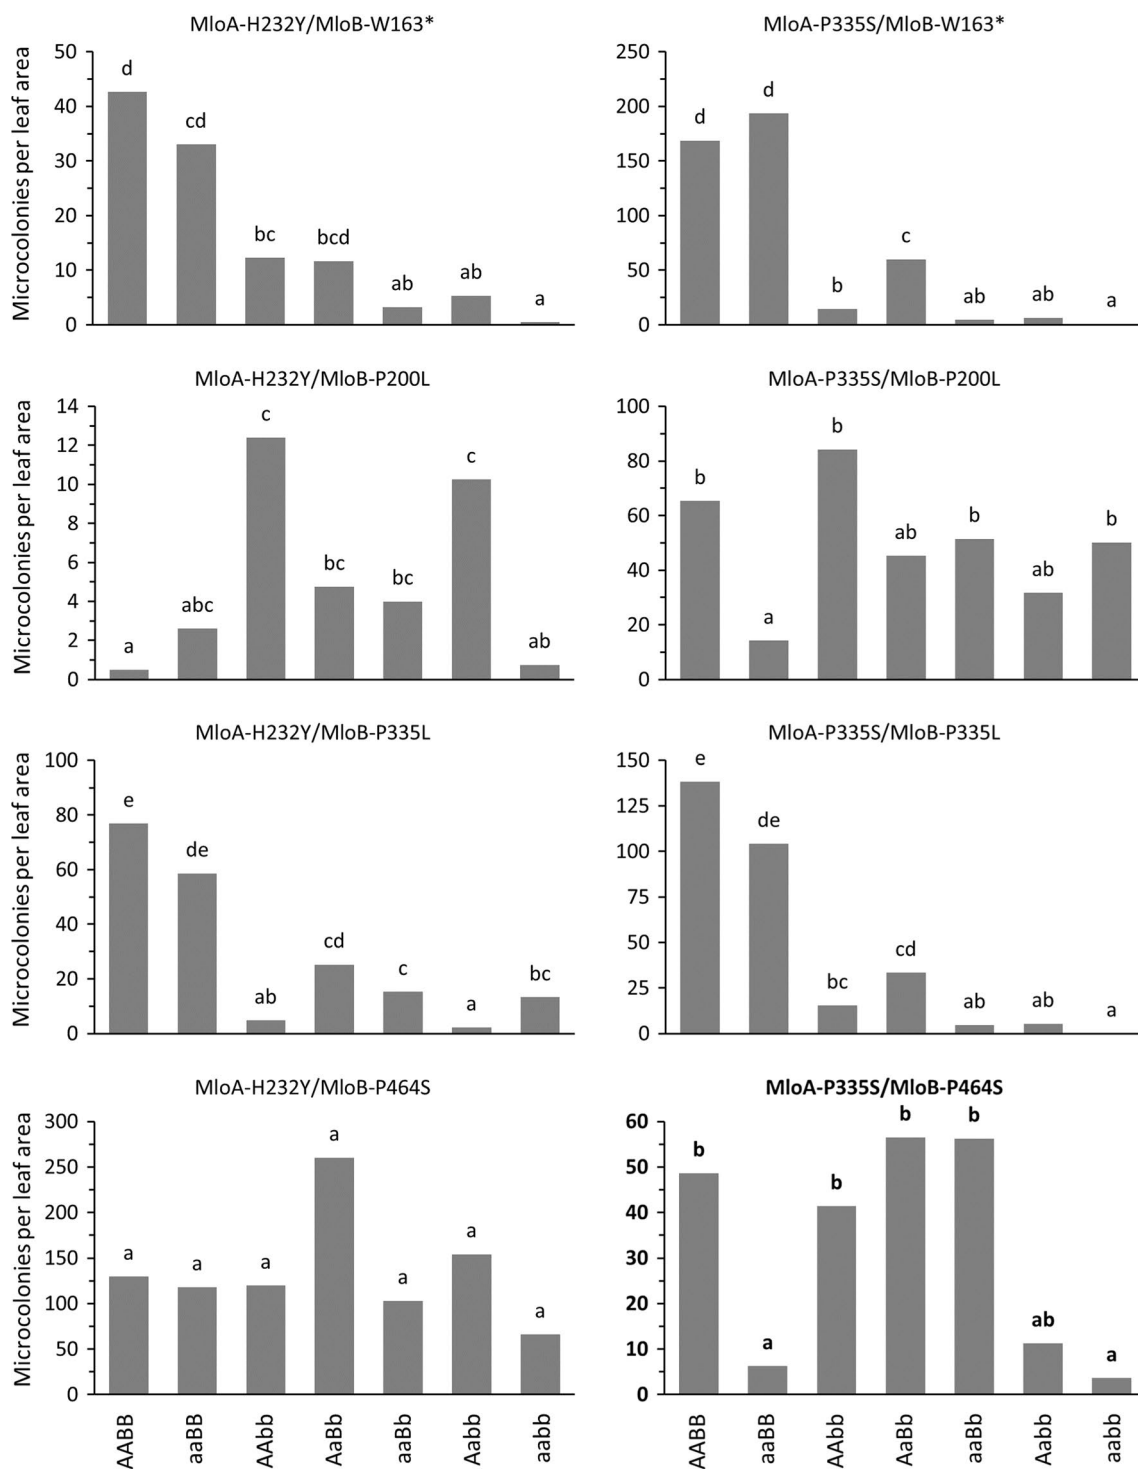 MloA-H232Y/MloB-W163*
Microcolonies per leaf area
50
40
30
20
10
0
d
cd
bc
bcd
ab
ab
a
MloA-P335S/MloB-W163*
250
200
150
100
50
0
d
d
b
c
ab
ab
a
MloA-H232Y/MloB-P200L
Microcolonies per leaf area
14
12
10
8
6
4
2
0
a
abc
c
bc
bc
c
ab
MloA-P335S/MloB-P200L
100
80
60
40
20
0
b
a
b
ab
b
ab
b
MloA-H232Y/MloB-P335L
Microcolonies per leaf area
100
80
60
40
20
0
e
de
ab
cd
c
a
bc
MloA-P335S/MloB-P335L
150
125
100
75
50
25
0
e
de
bc
cd
ab
ab
a
MloA-H232Y/MloB-P464S
Microcolonies per leaf area
300
250
200
150
100
50
0
a
a
a
a
a
a
a
AABB
aaBB
AAbb
AaBb
aaBb
Aabb
aabb
MloA-P335S/MloB-P464S
60
50
40
30
20
10
0
b
a
b
b
b
ab
a
AABB
aaBB
AAbb
AaBb
aaBb
Aabb
aabb